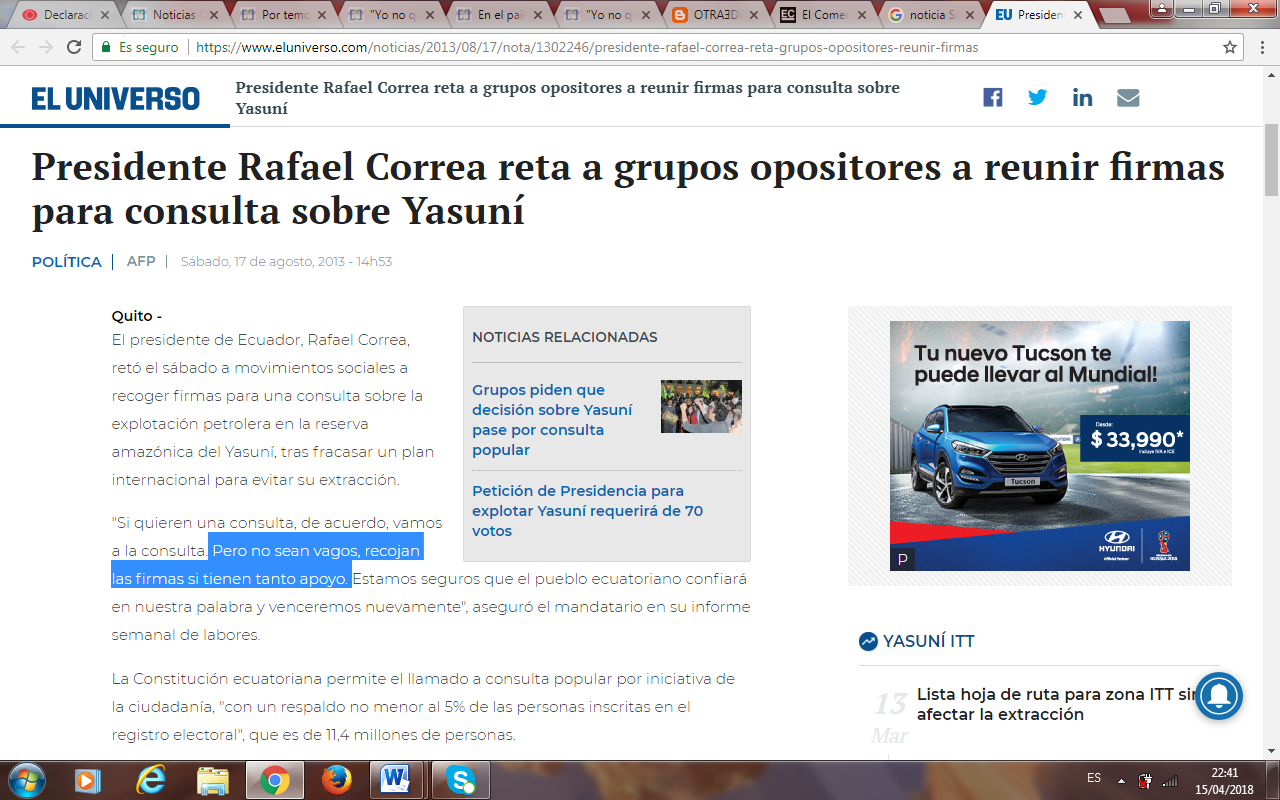 Declaraci
Noticias
Por temo
"Yo no q
En el paí
"Yo no q
OTRAƎD
EC El Comer
noticia S
EU Presiden
Es seguro
https://www.eluniverso.com/noticias/2013/08/17/nota/1302246/presidente-rafael-correa-reta-grupos-opositores-reunir-firmas
EL UNIVERSO
Presidente Rafael Correa reta a grupos opositores a reunir firmas para consulta sobre
Yasuní
Presidente Rafael Correa reta a grupos opositores a reunir firmas
para consulta sobre Yasuní
POLÍTICA | AFP | Sábado, 17 de agosto, 2013 - 14h53
Quito -
El presidente de Ecuador, Rafael Correa,
retó el sábado a movimientos sociales a
recoger firmas para una consulta sobre la
explotación petrolera en la reserva
amazónica del Yasuní, tras fracasar un plan
internacional para evitar su extracción.
"Si quieren una consulta, de acuerdo, vamos
a la consulta. Pero no sean vagos, recojan
las firmas si tienen tanto apoyo. Estamos seguros que el pueblo ecuatoriano confiará
en nuestra palabra y venceremos nuevamente", aseguró el mandatario en su informe
semanal de labores.
La Constitución ecuatoriana permite el llamado a consulta popular por iniciativa de
la ciudadanía, "con un respaldo no menor al 5% de las personas inscritas en el
registro electoral", que es de 11,4 millones de personas.
NOTICIAS RELACIONADAS
Grupos piden que
decisión sobre Yasuní
pase por consulta
popular
Petición de Presidencia para
explotar Yasuní requerirá de 70
votos
Tu nuevo Tucson te
puede llevar al Mundial!
Desde:
$ 33,990*
Incluye IVA e ICE
Tucson
HYUNDAI
Official Partner
RUSSIA 2018
P
YASUNÍ ITT
13
Mar
Lista hoja de ruta para zona ITT sin
afectar la extracción
ES
22:41
15/04/2018